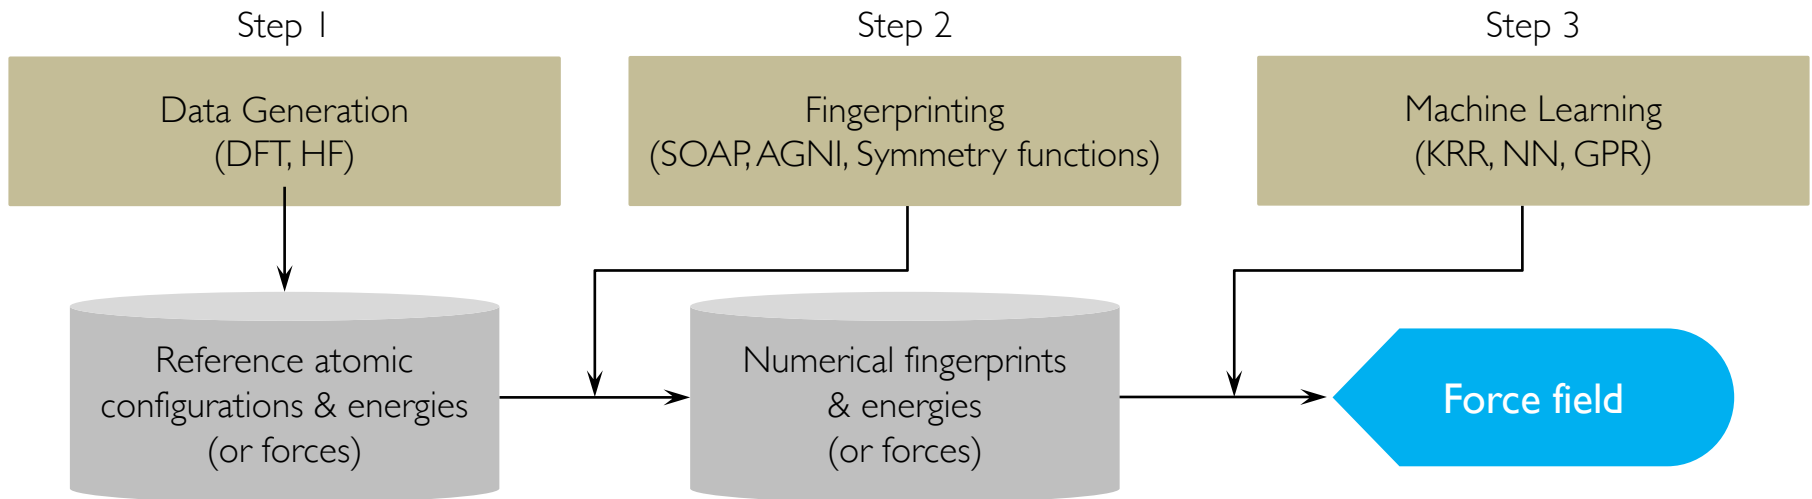 Step 1
Data Generation
(DFT, HF)
Step 2
Fingerprinting
(SOAP, AGNI, Symmetry functions)
Step 3
Machine Learning
(KRR, NN, GPR)
Reference atomic
configurations & energies
(or forces)
Numerical fingerprints
& energies
(or forces)
Force field